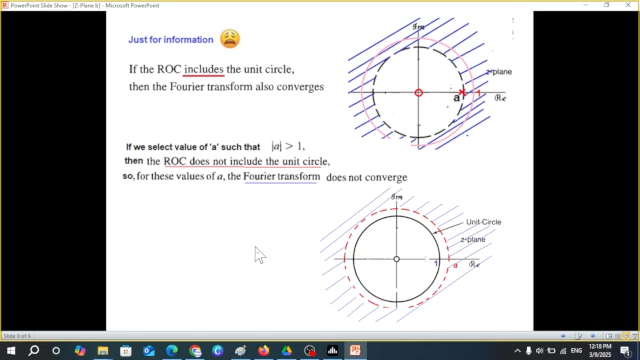 PowerPoint Slide Show - [Z-Plane b] - PowerPoint
Just for information
If the ROC includes the unit circle,
then the Fourier transform also converges
Im
z-plane
a
1
Re
If we select value of 'a' such that |a| > 1,
then the ROC does not include the unit circle,
so, for these values of a, the Fourier transform does not converge
Im
Unit-Circle
z-plane
1
a
Re
Slide 9 of 9
ENG
12:18 PM
3/9/2025